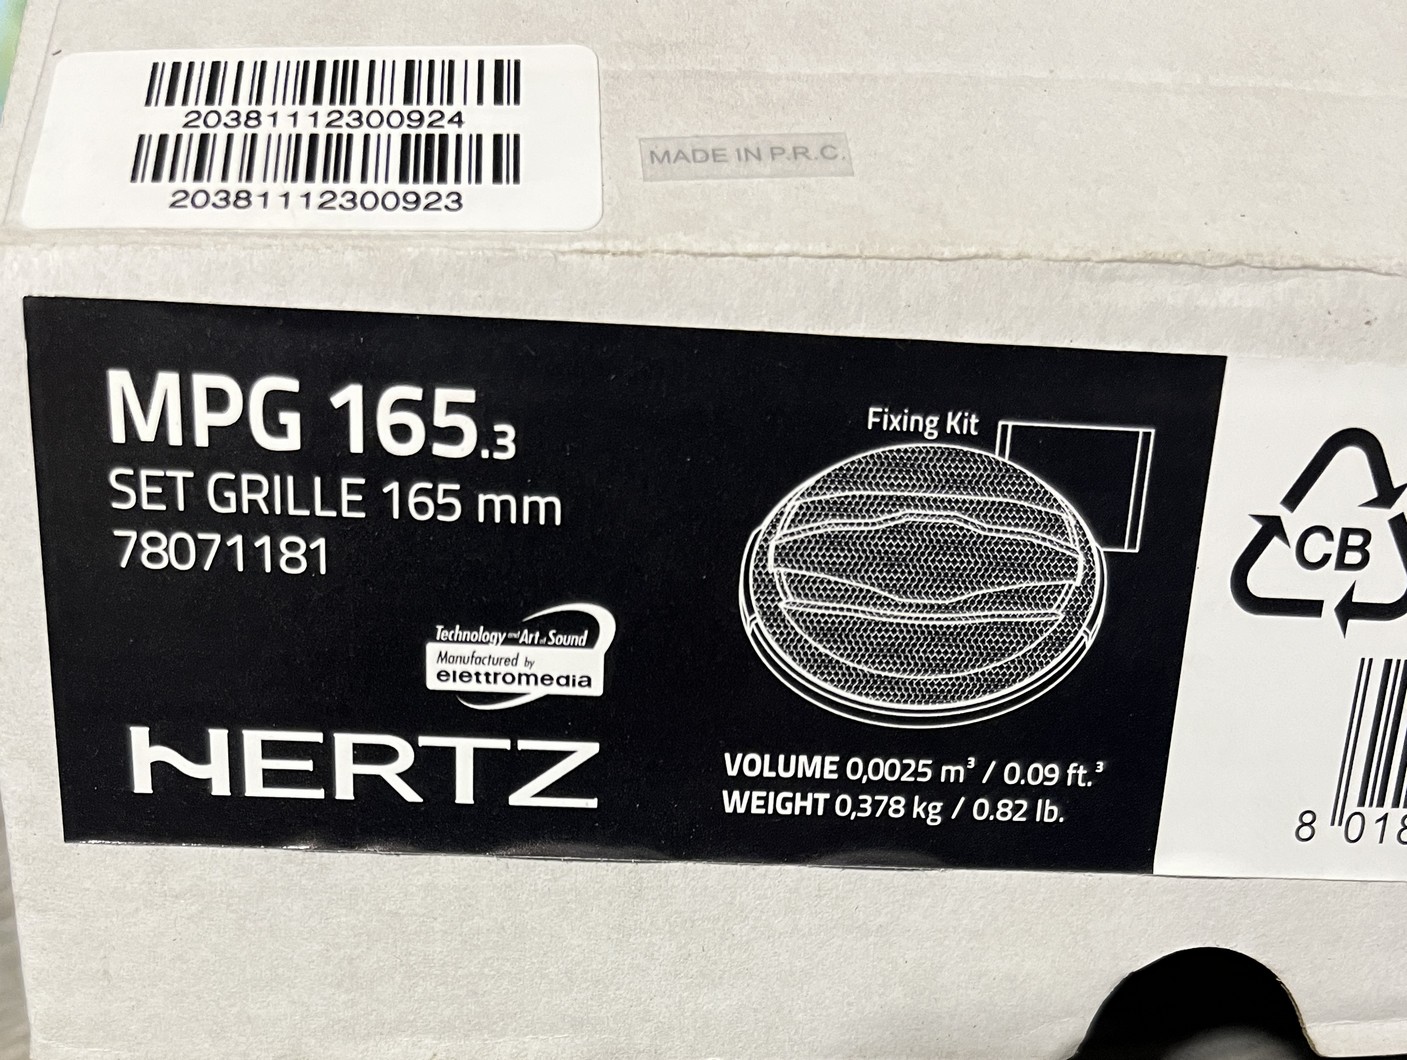 20381112300924
20381112300923
MADE IN P.R.C.
MPG 165.3
SET GRILLE 165 mm
78071181
Technology and Art of Sound
Manufactured by
elettromedia
HERTZ
Fixing Kit
VOLUME 0,0025 m³ / 0.09 ft.³
WEIGHT 0,378 kg / 0.82 lb.
CB
8 018